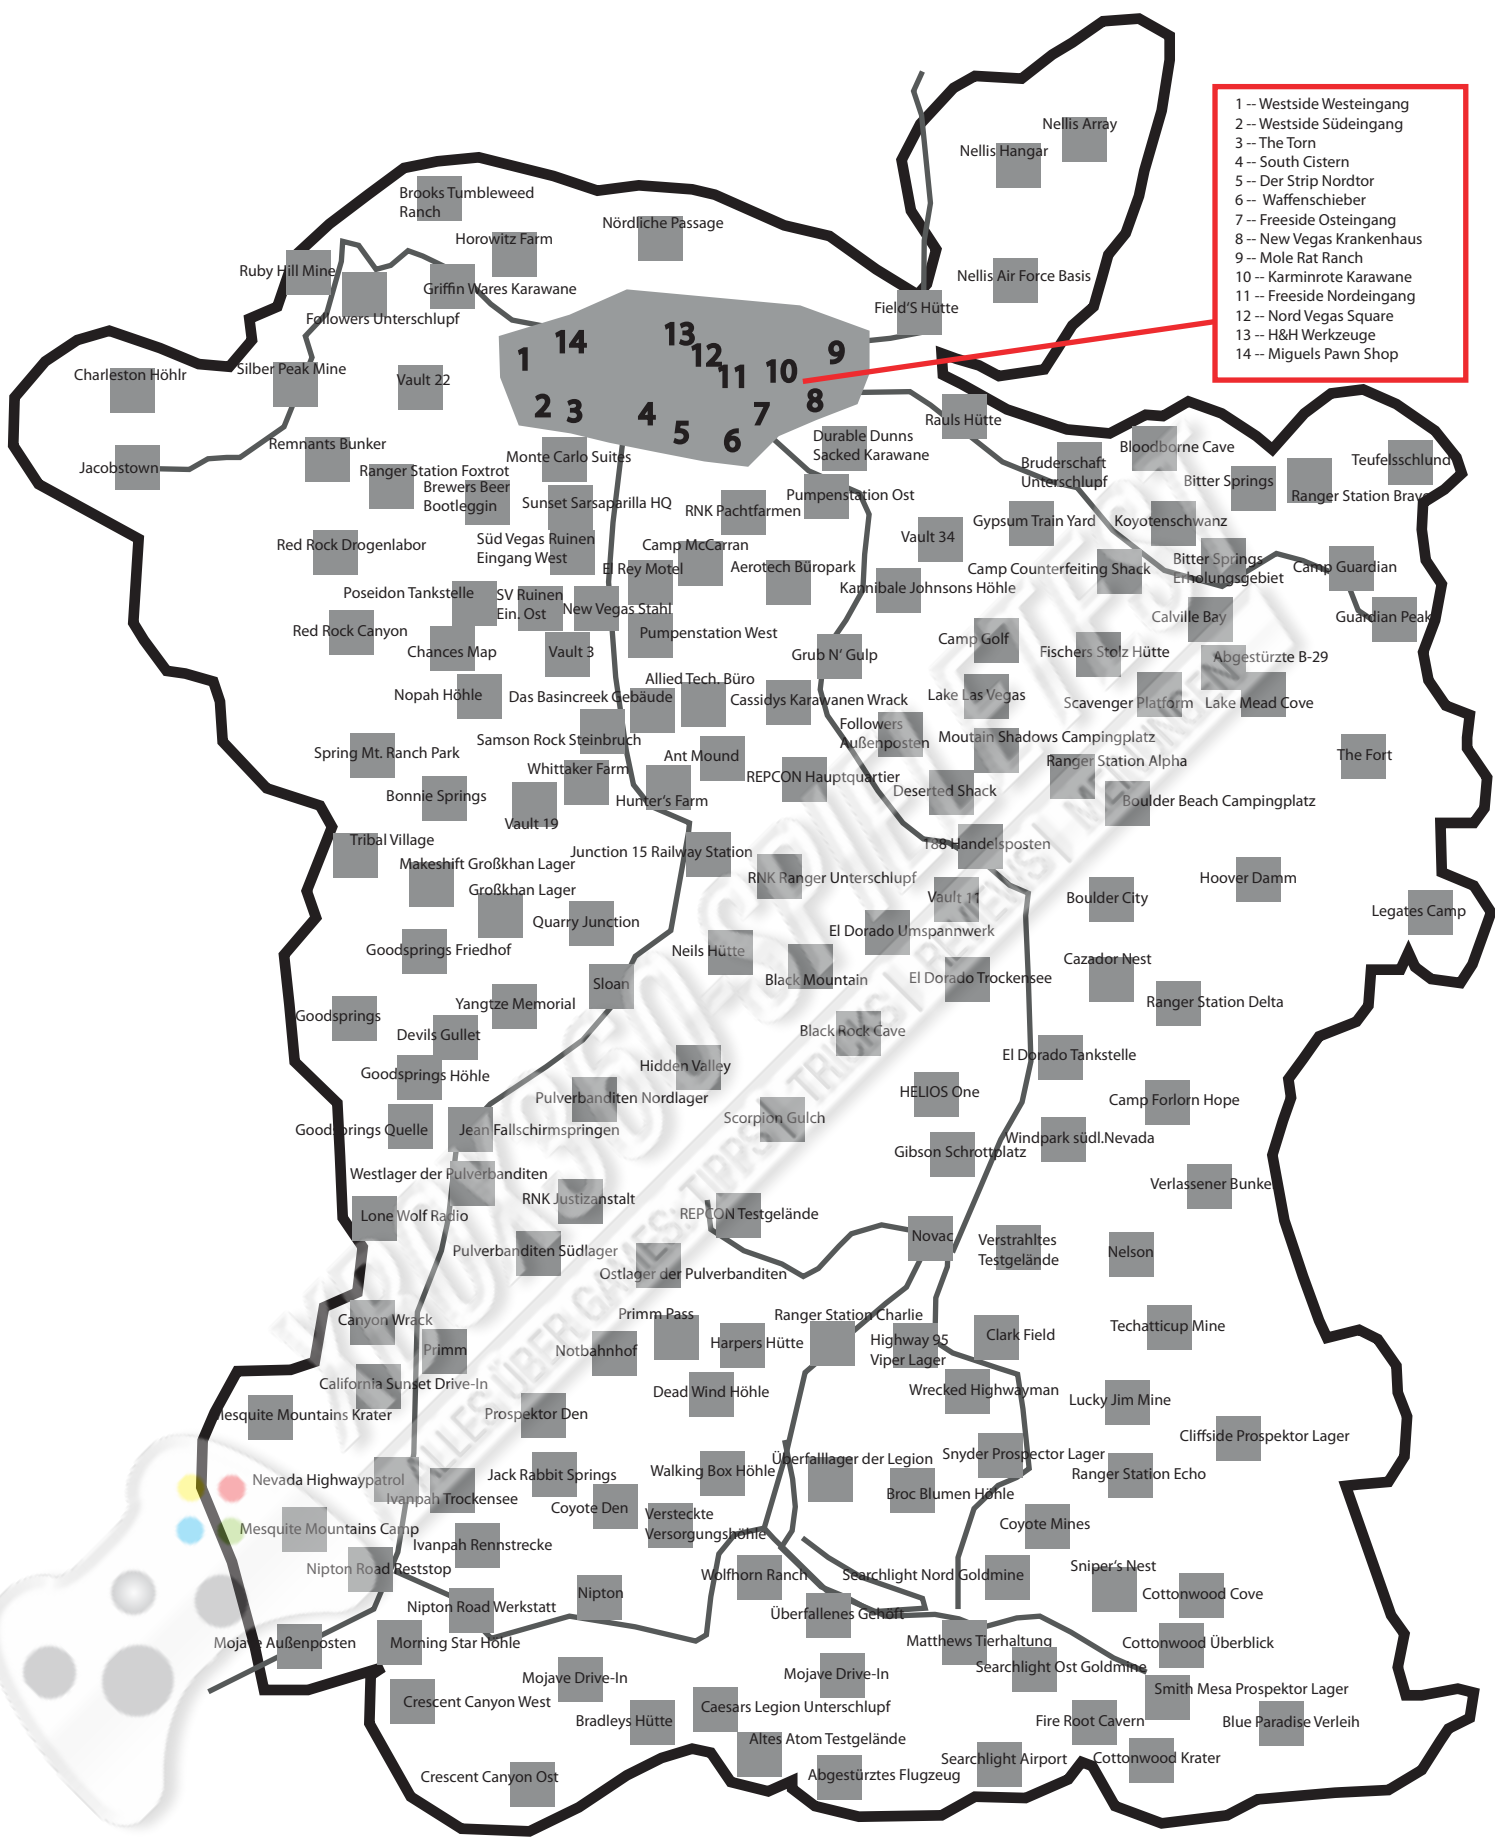 1 -- Westside Westeingang
2 -- Westside Südeingang
3 -- The Torn
4 -- South Cistern
5 -- Der Strip Nordtor
6 -- Waffenschieber
7 -- Freeside Osteingang
8 -- New Vegas Krankenhaus
9 -- Mole Rat Ranch
10 -- Karminrote Karawane
11 -- Freeside Nordeingang
12 -- Nord Vegas Square
13 -- H&H Werkzeuge
14 -- Miguels Pawn Shop
Nellis Array
Nellis Hangar
Brooks Tumbleweed
Ranch
Nördliche Passage
Horowitz Farm
Ruby Hill Mine
Nellis Air Force Basis
Griffin Wares Karawane
Field'S Hütte
Followers Unterschlupf
1
14
13
12
11
10
9
2
3
4
5
6
7
8
Charleston Höhlr
Silber Peak Mine
Vault 22
Rauls Hütte
Jacobstown
Remnants Bunker
Monte Carlo Suites
Durable Dunns
Sacked Karawane
Bruderschaft
Unterschlupf
Bloodborne Cave
Teufelsschlund
Ranger Station Foxtrot
Brewers Beer
Bootleggin
Sunset Sarsaparilla HQ
RNK Pachtfarmen
Pumpenstation Ost
Bitter Springs
Ranger Station Bravo
Gypsum Train Yard
Koyotenschwanz
Red Rock Drogenlabor
Süd Vegas Ruinen
Eingang West
Camp McCarran
Vault 34
El Rey Motel
Aerotech Büropark
Camp Counterfeiting Shack
Bitter Springs
Erholungsgebiet
Camp Guardian
Kannibale Johnsons Höhle
Poseidon Tankstelle
SV Ruinen
Ein. Ost
New Vegas Stahl
Calville Bay
Guardian Peak
Red Rock Canyon
Chances Map
Vault 3
Pumpenstation West
Grub N' Gulp
Camp Golf
Fischers Stolz Hütte
Abgestürzte B-29
Nopah Höhle
Das Basincreek Gebäude
Allied Tech. Büro
Cassidys Karawanen Wrack
Lake Las Vegas
Scavenger Platform
Lake Mead Cove
Followers
Außenposten
Samson Rock Steinbruch
Moutain Shadows Campingplatz
Spring Mt. Ranch Park
Ant Mound
Ranger Station Alpha
The Fort
Whittaker Farm
REPCON Hauptquartier
Bonnie Springs
Hunter's Farm
Deserted Shack
Boulder Beach Campingplatz
Vault 19
Tribal Village
188 Handelsposten
Junction 15 Railway Station
Makeshift Großkhan Lager
RNK Ranger Unterschlupf
Hoover Damm
Großkhan Lager
Vault 11
Boulder City
Legates Camp
Quarry Junction
El Dorado Umspannwerk
Goodsprings Friedhof
Neils Hütte
Cazador Nest
Sloan
Black Mountain
El Dorado Trockensee
Yangtze Memorial
Ranger Station Delta
Goodsprings
Devils Gullet
Black Rock Cave
Hidden Valley
El Dorado Tankstelle
Goodsprings Höhle
Pulverbanditen Nordlager
HELIOS One
Camp Forlorn Hope
Scorpion Gulch
Goodsprings Quelle
Jean Fallschirmspringen
Windpark südl.Nevada
Gibson Schrottplatz
Westlager der Pulverbanditen
RNK Justizanstalt
Verlassener Bunker
Lone Wolf Radio
REPCON Testgelände
Novac
Verstrahltes
Testgelände
Nelson
Pulverbanditen Südlager
Ostlager der Pulverbanditen
Canyon Wrack
Primm Pass
Ranger Station Charlie
Techatticup Mine
Primm
Notbahnhof
Harpers Hütte
Highway 95
Viper Lager
Clark Field
California Sunset Drive-In
Dead Wind Höhle
Wrecked Highwayman
Lucky Jim Mine
Mesquite Mountains Krater
Prospektor Den
Cliffside Prospektor Lager
Nevada Highwaypatrol
Jack Rabbit Springs
Walking Box Höhle
Überfalllager der Legion
Snyder Prospector Lager
Ranger Station Echo
Ivanpah Trockensee
Coyote Den
Versteckte
Versorgungshöhle
Broc Blumen Höhle
Mesquite Mountains Camp
Coyote Mines
Ivanpah Rennstrecke
Nipton Road Reststop
Wolfhorn Ranch
Searchlight Nord Goldmine
Sniper's Nest
Cottonwood Cove
Nipton
Nipton Road Werkstatt
Überfallenes Gehöft
Mojave Außenposten
Morning Star Höhle
Matthews Tierhaltung
Cottonwood Überblick
Searchlight Ost Goldmine
Mojave Drive-In
Mojave Drive-In
Crescent Canyon West
Smith Mesa Prospektor Lager
Bradleys Hütte
Caesars Legion Unterschlupf
Fire Root Cavern
Blue Paradise Verleih
Altes Atom Testgelände
Searchlight Airport
Cottonwood Krater
Crescent Canyon Ost
Abgestürztes Flugzeug
ALLES ÜBER GAMES: TIPPS | TRICKS | REVIEWS | MEINUNGEN